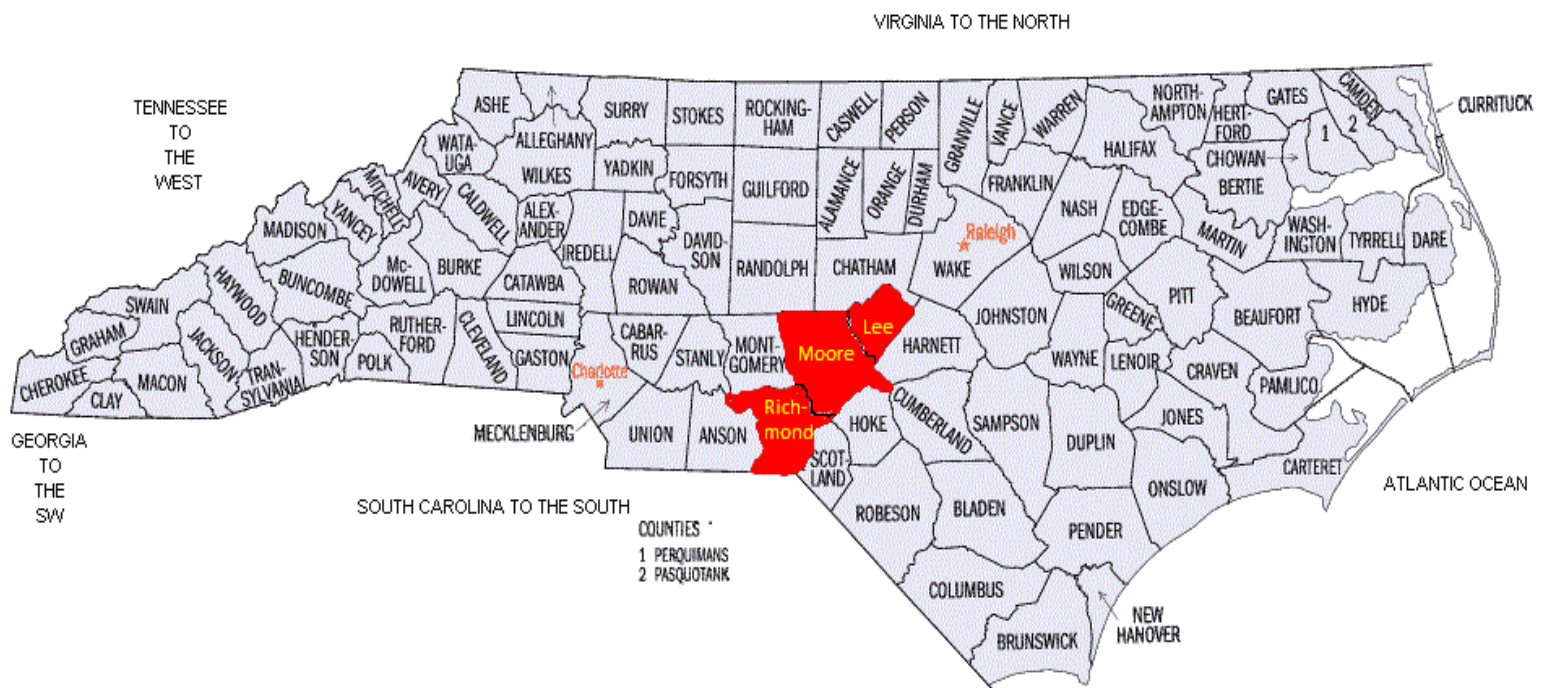 VIRGINIA TO THE NORTH
TENNESSEE
TO
THE
WEST
ASHE
ALLEGHANY
SURRY
STOKES
ROCKING-
HAM
CASWELL
PERSON
GRANVILLE
VANCE
WARREN
NORTH-
AMPTON
HERT-
FORD
GATES
CAMDEN
CURRITUCK
WATA-
UGA
WILKES
YADKIN
FORSYTH
GUILFORD
ALAMANCE
ORANGE
DURHAM
FRANKLIN
HALIFAX
CHOWAN
1
2
BERTIE
MITCHELL
AVERY
YANCEY
CALDWELL
ALEX-
ANDER
IREDELL
DAVIE
DAVID-
SON
RANDOLPH
CHATHAM
WAKE
Raleigh
NASH
EDGE-
COMBE
MARTIN
WASH-
INGTON
TYRRELL
DARE
MADISON
HAYWOOD
BUNCOMBE
Mc-
DOWELL
BURKE
CATAWBA
ROWAN
WILSON
PITT
BEAUFORT
HYDE
SWAIN
GRAHAM
JACKSON
HENDER-
SON
POLK
RUTHER-
FORD
CLEVELAND
LINCOLN
GASTON
CABAR-
RUS
STANLY
MONT-
GOMERY
Moore
Lee
HARNETT
JOHNSTON
GREENE
WAYNE
LENOIR
CRAVEN
PAMLICO
CHEROKEE
CLAY
MACON
TRAN-
SYLVANIA
Charlotte
MECKLENBURG
UNION
ANSON
Rich-
mond
HOKE
SCOT-
LAND
CUMBERLAND
SAMPSON
DUPLIN
JONES
ONSLOW
CARTERET
GEORGIA
TO
THE
SW
SOUTH CAROLINA TO THE SOUTH
ATLANTIC OCEAN
ROBESON
BLADEN
PENDER
COLUMBUS
BRUNSWICK
NEW
HANOVER
COUNTIES
1 PERQUIMANS
2 PASQUOTANK